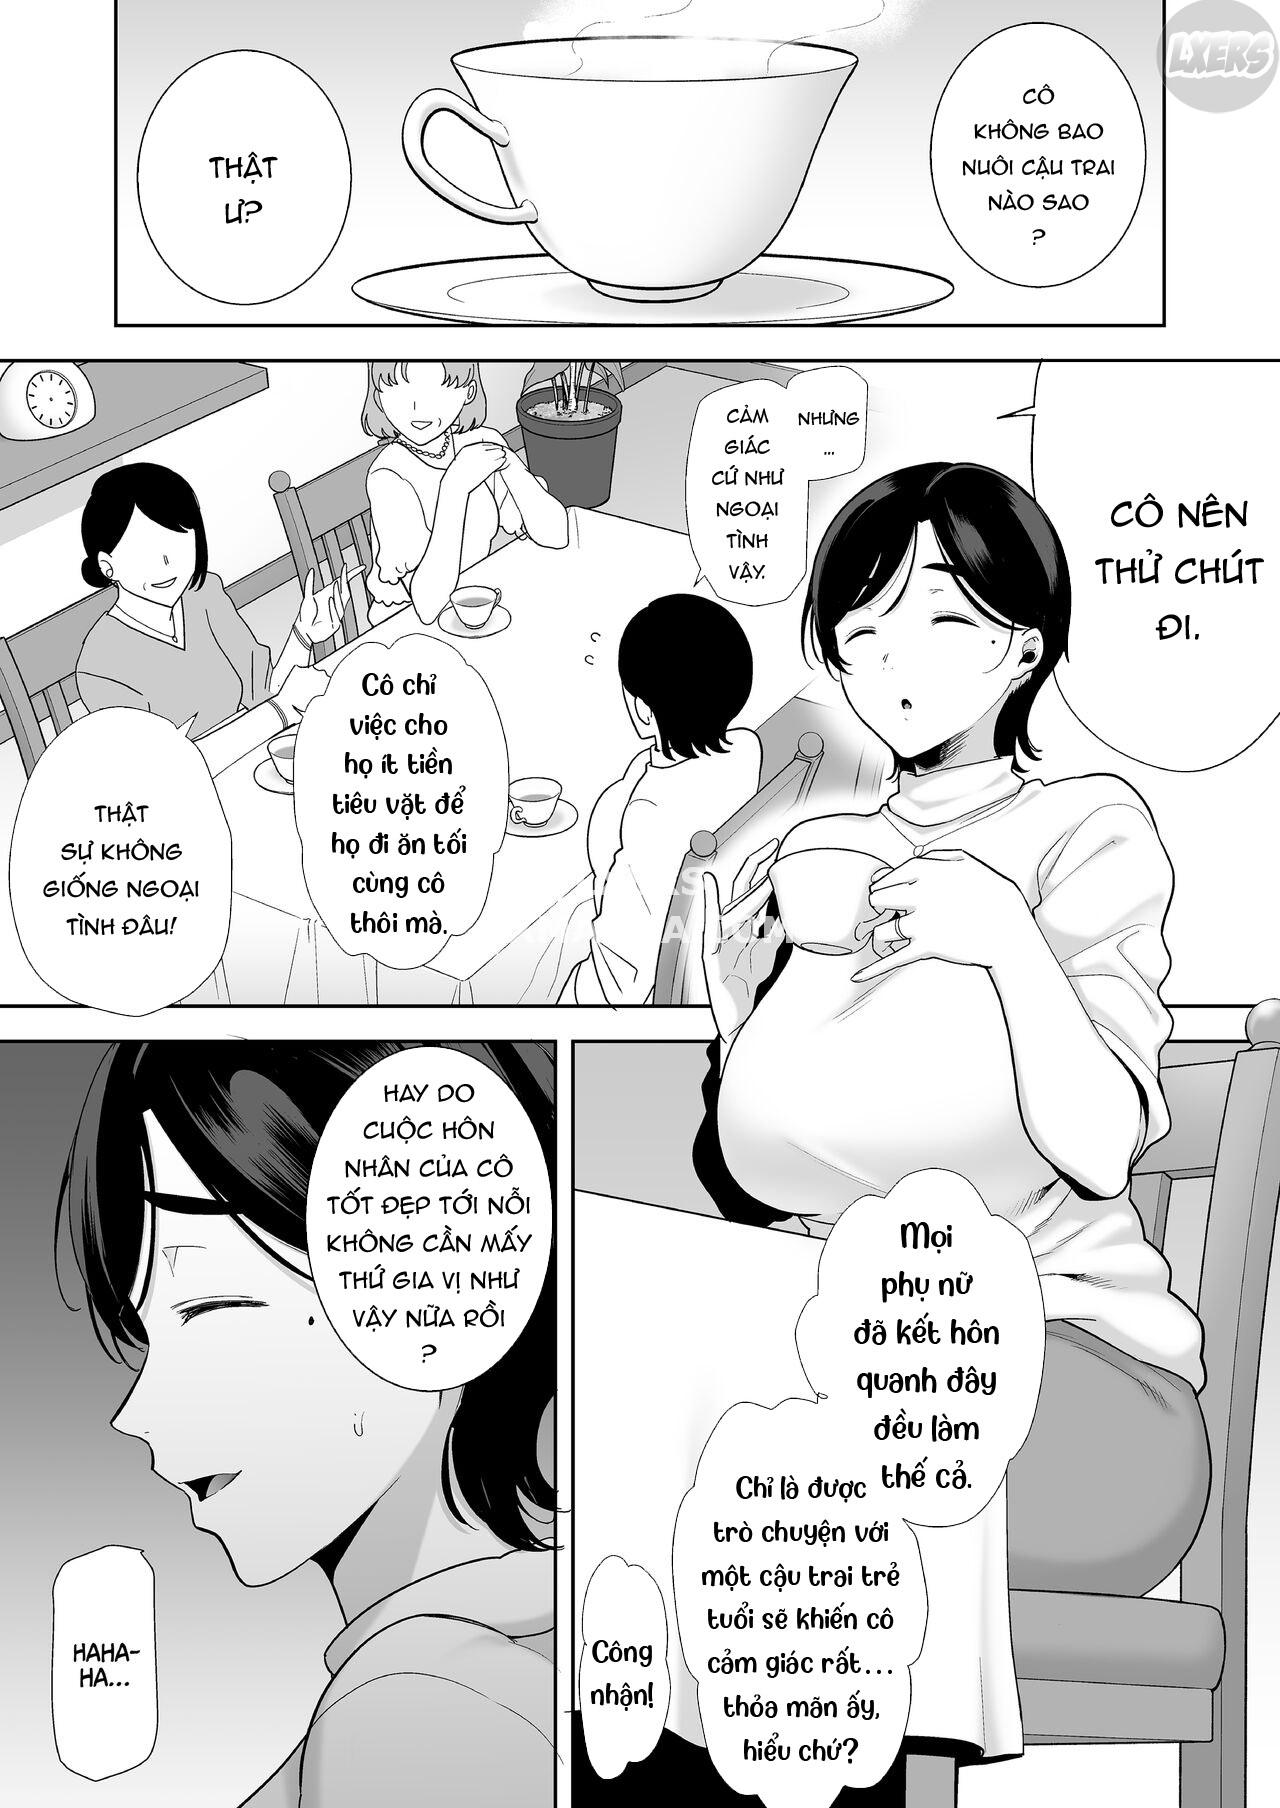 LXERS
CÔ
KHÔNG BAO
NUÔI CẬU TRAI
NÀO SAO
?
THẬT
Ư?
CÔ NÊN
THỬ CHÚT
ĐI.
NHƯNG
...
CẢM
GIÁC
CỨ NHƯ
NGOẠI
TÌNH
VẬY.
Cô chỉ
việc cho
họ ít tiền
tiêu vặt để
họ đi ăn tối
cùng cô
thôi mà.
THẬT
SỰ KHÔNG
GIỐNG NGOẠI
TÌNH ĐÂU!
Mọi
phụ nữ
đã kết hôn
quanh đây
đều làm
thế cả.
Chỉ là được
trò chuyện với
một cậu trai trẻ
tuổi sẽ khiến cô
cảm giác rất...
thỏa mãn ấy,
hiểu chứ?
Công
nhận!
HAY DO
CUỘC HÔN
NHÂN CỦA CÔ
TỐT ĐẸP TỚI NỖI
KHÔNG CẦN MẤY
THỨ GIA VỊ NHƯ
VẬY NỮA RỒI
?
HAHA-
HA...